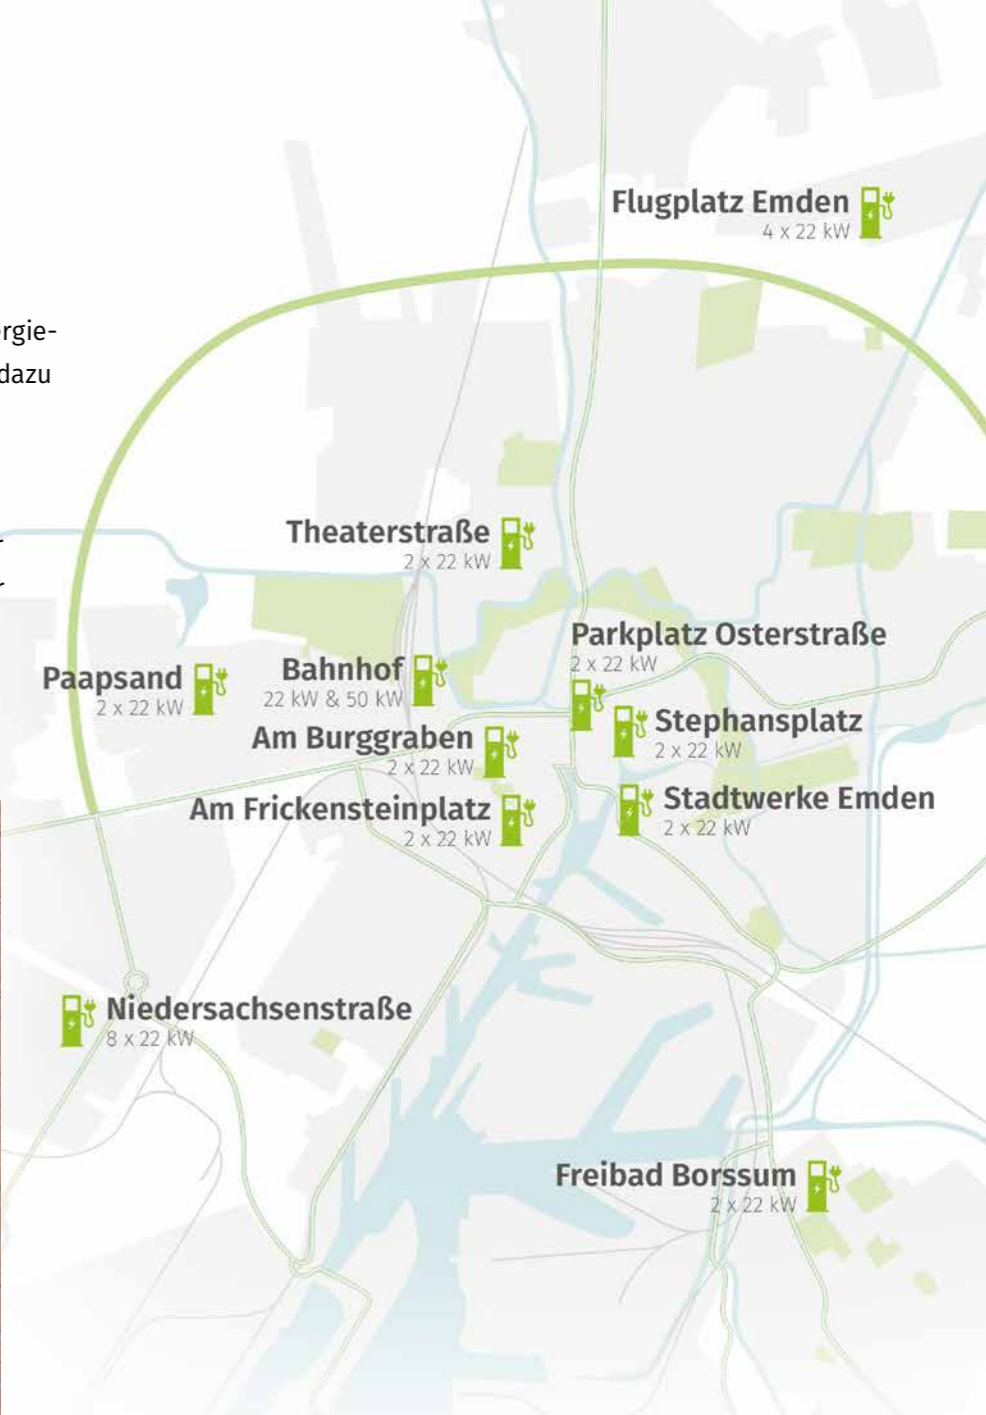 Flugplatz Emden
4 x 22 kW
ergie-
dazu
Theaterstraße
2 x 22 kW
Parkplatz Osterstraße
2 x 22 kW
Paapsand
2 x 22 kW
Bahnhof
22 kW & 50 kW
Stephansplatz
2 x 22 kW
Am Burggraben
2 x 22 kW
Am Frickensteinplatz
2 x 22 kW
Stadtwerke Emden
2 x 22 kW
Niedersachsenstraße
8 x 22 kW
Freibad Borssum
2 x 22 kW